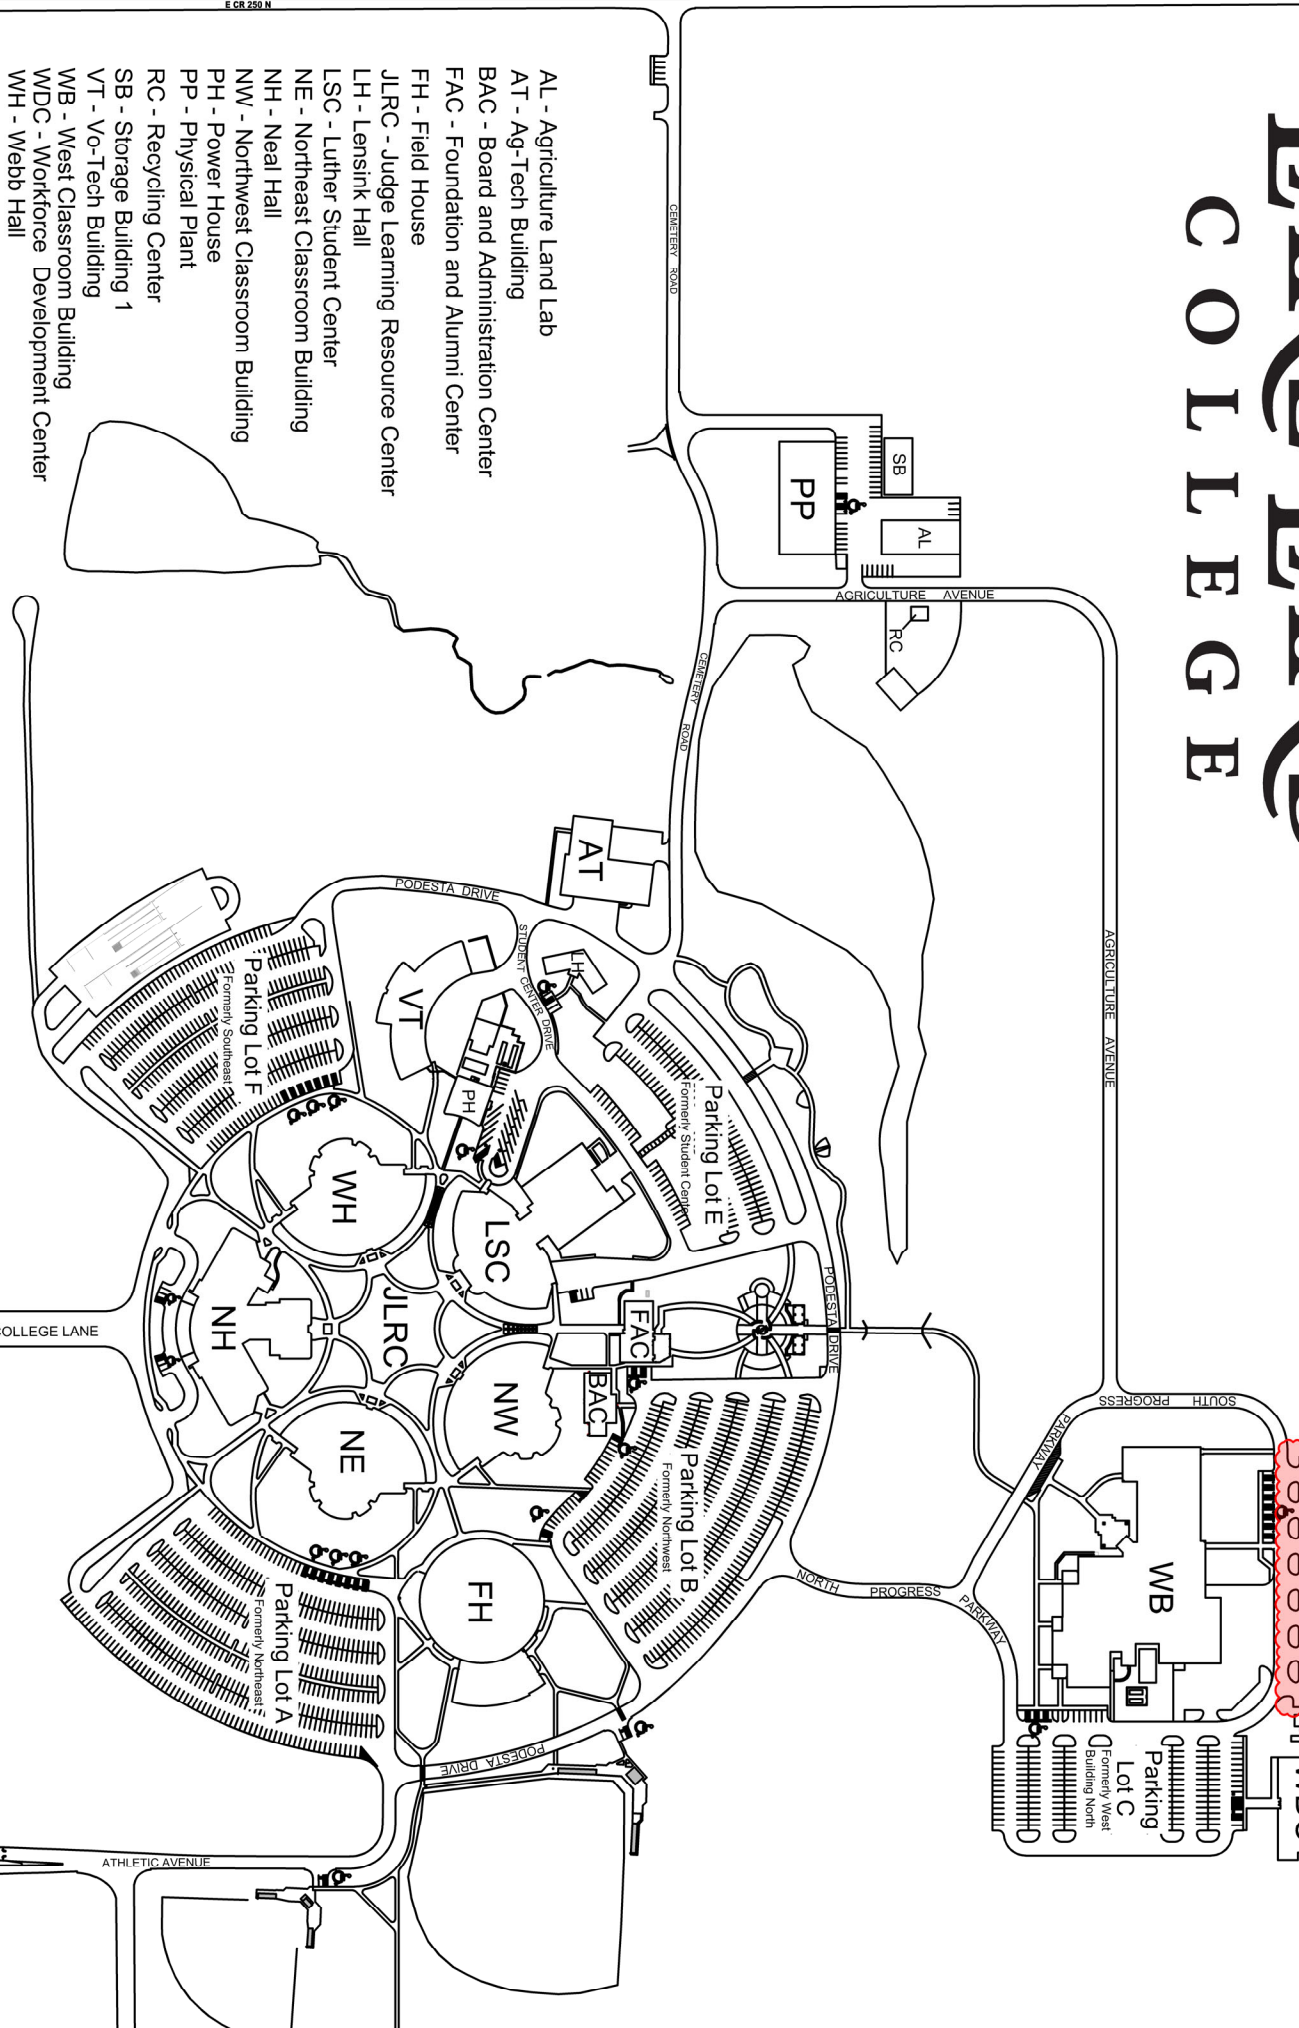 E CR 250 N
COLLEGE
AL - Agriculture Land Lab
AT - Ag-Tech Building
BAC - Board and Administration Center
FAC - Foundation and Alumni Center
FH - Field House
JLRC - Judge Learning Resource Center
LH - Lensink Hall
LSC - Luther Student Center
NE - Northeast Classroom Building
NH - Neal Hall
NW - Northwest Classroom Building
PH - Power House
PP - Physical Plant
RC - Recycling Center
SB - Storage Building 1
VT - Vo-Tech Building
WB - West Classroom Building
WDC - Workforce Development Center
WH - Webb Hall
CEMETERY ROAD
SB
PP
AL
AGRICULTURE AVENUE
RC
CEMETERY ROAD
AT
PODESTA DRIVE
STUDENT CENTER DRIVE
LH
AGRICULTURE AVENUE
VT
PH
Parking Lot F
Formerly Southeast
Parking Lot E
Formerly Student Center
WH
LSC
PODESTA DRIVE
JLRC
NH
FAC
BAC
COLLEGE LANE
NW
NE
SOUTH PROGRESS
PARKWAY
Parking Lot B
Formerly Northwest
NORTH PROGRESS
PARKWAY
WB
FH
Parking Lot A
Formerly Northeast
PODESTA DRIVE
Parking
Lot C
Formerly West
Building North
ATHLETIC AVENUE